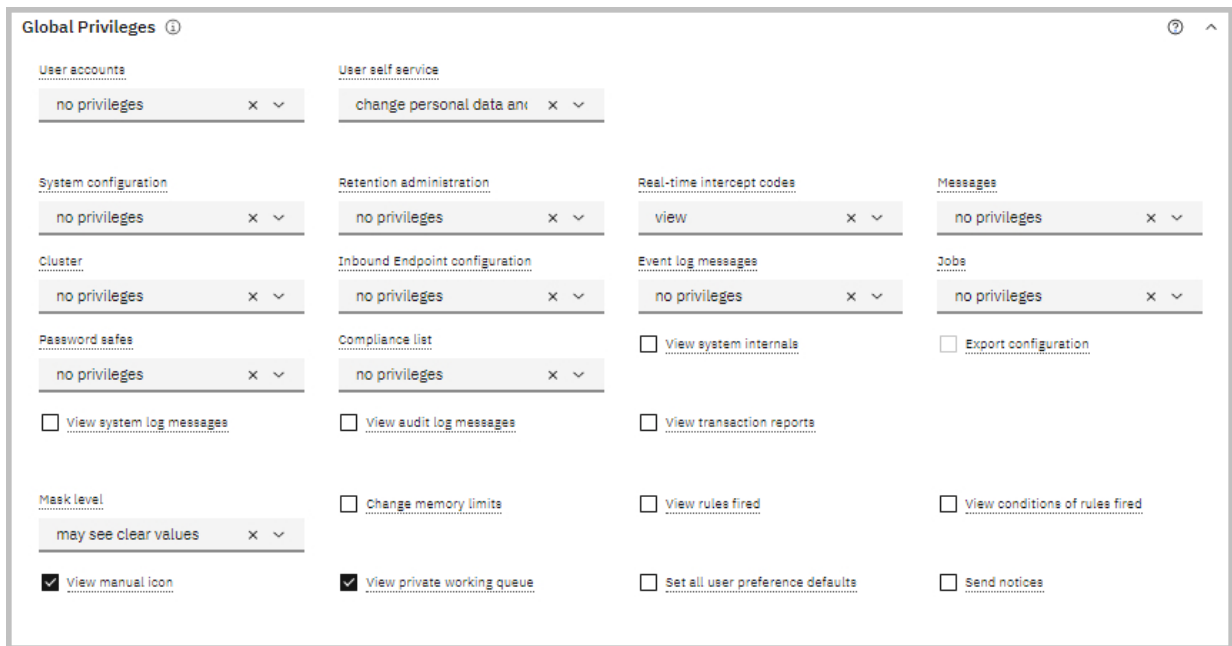 Global Privileges
User accounts User self service
no privileges change personal data and
System configuration Retention administration Real-time intercept codes Messages
no privileges no privileges view no privileges
Cluster Inbound Endpoint configuration Event log messages Jobs
no privileges no privileges no privileges no privileges
Password safes Compliance list View system internals Export configuration
no privileges no privileges
View system log messages View audit log messages View transaction reports
Mask level Change memory limits View rules fired View conditions of rules fired
may see clear values
View manual icon View private working queue Set all user preference defaults Send notices